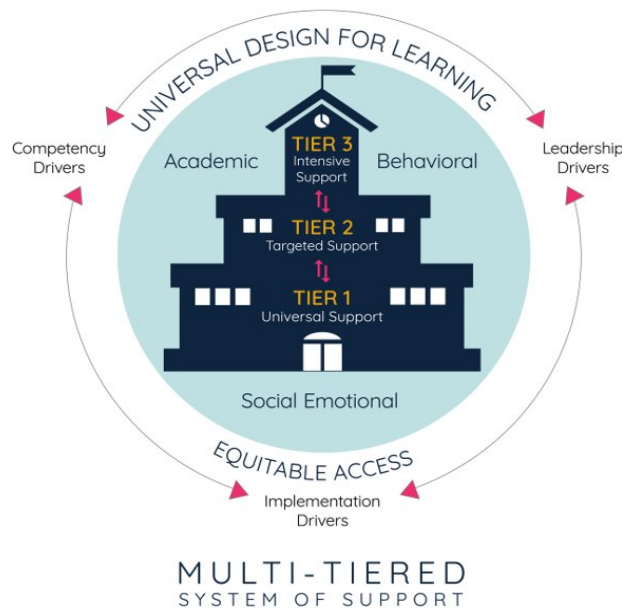 UNIVERSAL DESIGN FOR LEARNING
Competency
Drivers
Leadership
Drivers
Academic
Behavioral
TIER 3
Intensive
Support
TIER 2
Targeted Support
TIER 1
Universal Support
Social Emotional
EQUITABLE ACCESS
Implementation
Drivers
MULTI-TIERED
SYSTEM OF SUPPORT